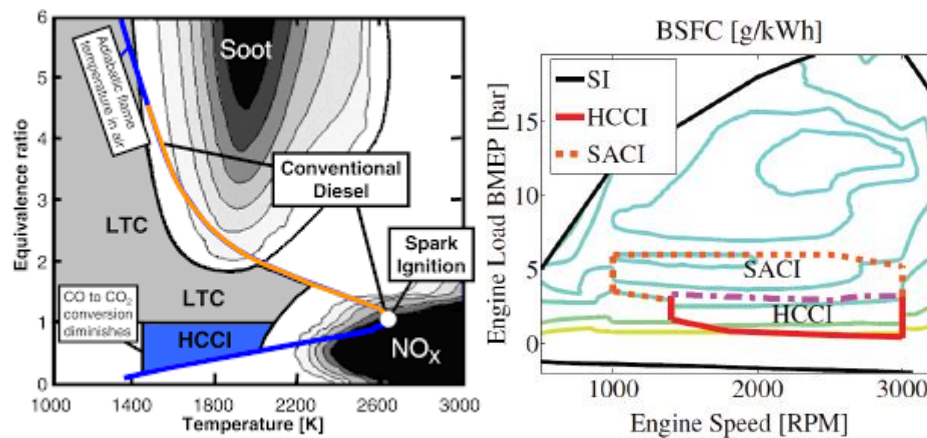 6
5
4
3
2
1
0
Equivalence ratio
1000
1400
1800
2200
2600
3000
Temperature [K]
Adiabatic flame
temperature in air
Soot
Conventional
Diesel
Spark
Ignition
LTC
LTC
CO to CO₂
conversion
diminishes
HCCI
NOx
BSFC [g/kWh]
SI
HCCI
SACI
15
10
5
0
Engine Load BMEP [bar]
SACI
HCCI
1000
2000
3000
Engine Speed [RPM]